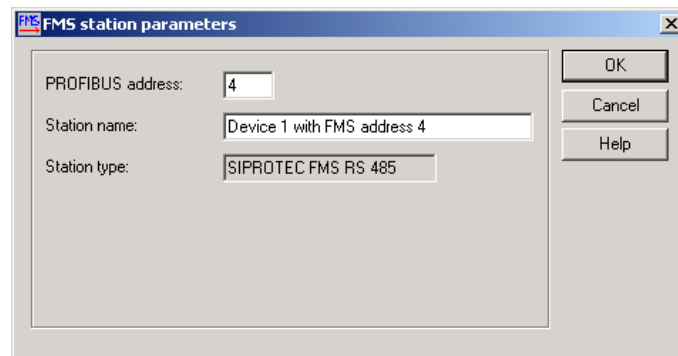 FMS FMS station parameters
PROFIBUS address: 4
Station name: Device 1 with FMS address 4
Station type: SIPROTEC FMS RS 485
OK
Cancel
Help